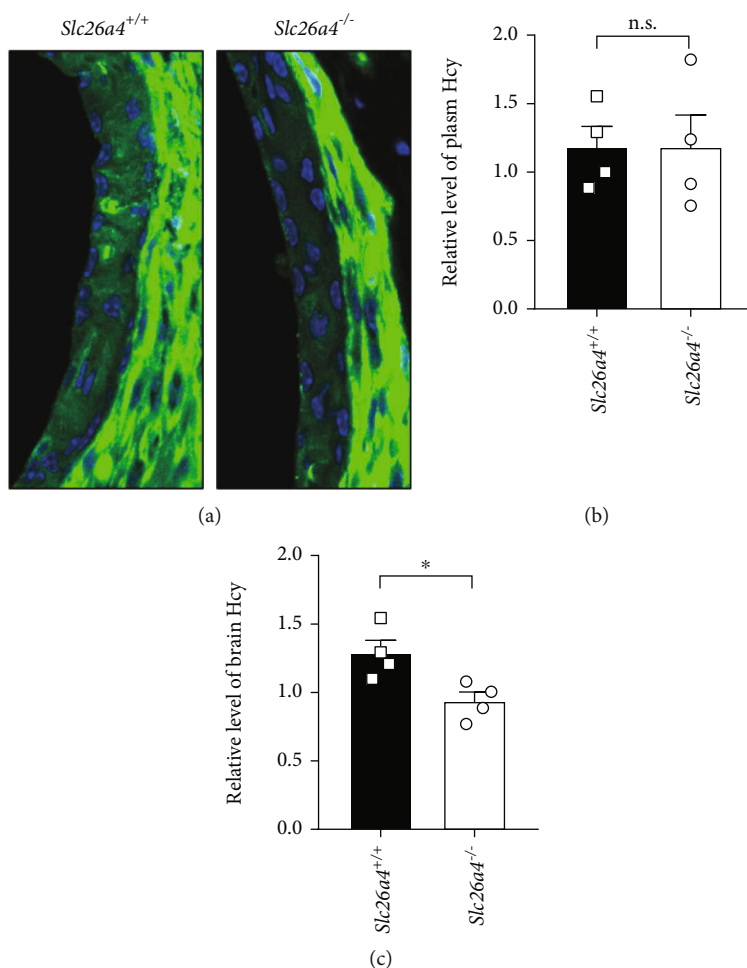 Slc26a4+/+
Slc26a4-/-
(a)
n.s.
Relative level of plasm Hcy
2.0
1.5
1.0
0.5
0.0
Slc26a4+/+
Slc26a4-/-
(b)
*
Relative level of brain Hcy
2.0
1.5
1.0
0.5
0.0
Slc26a4+/+
Slc26a4-/-
(c)